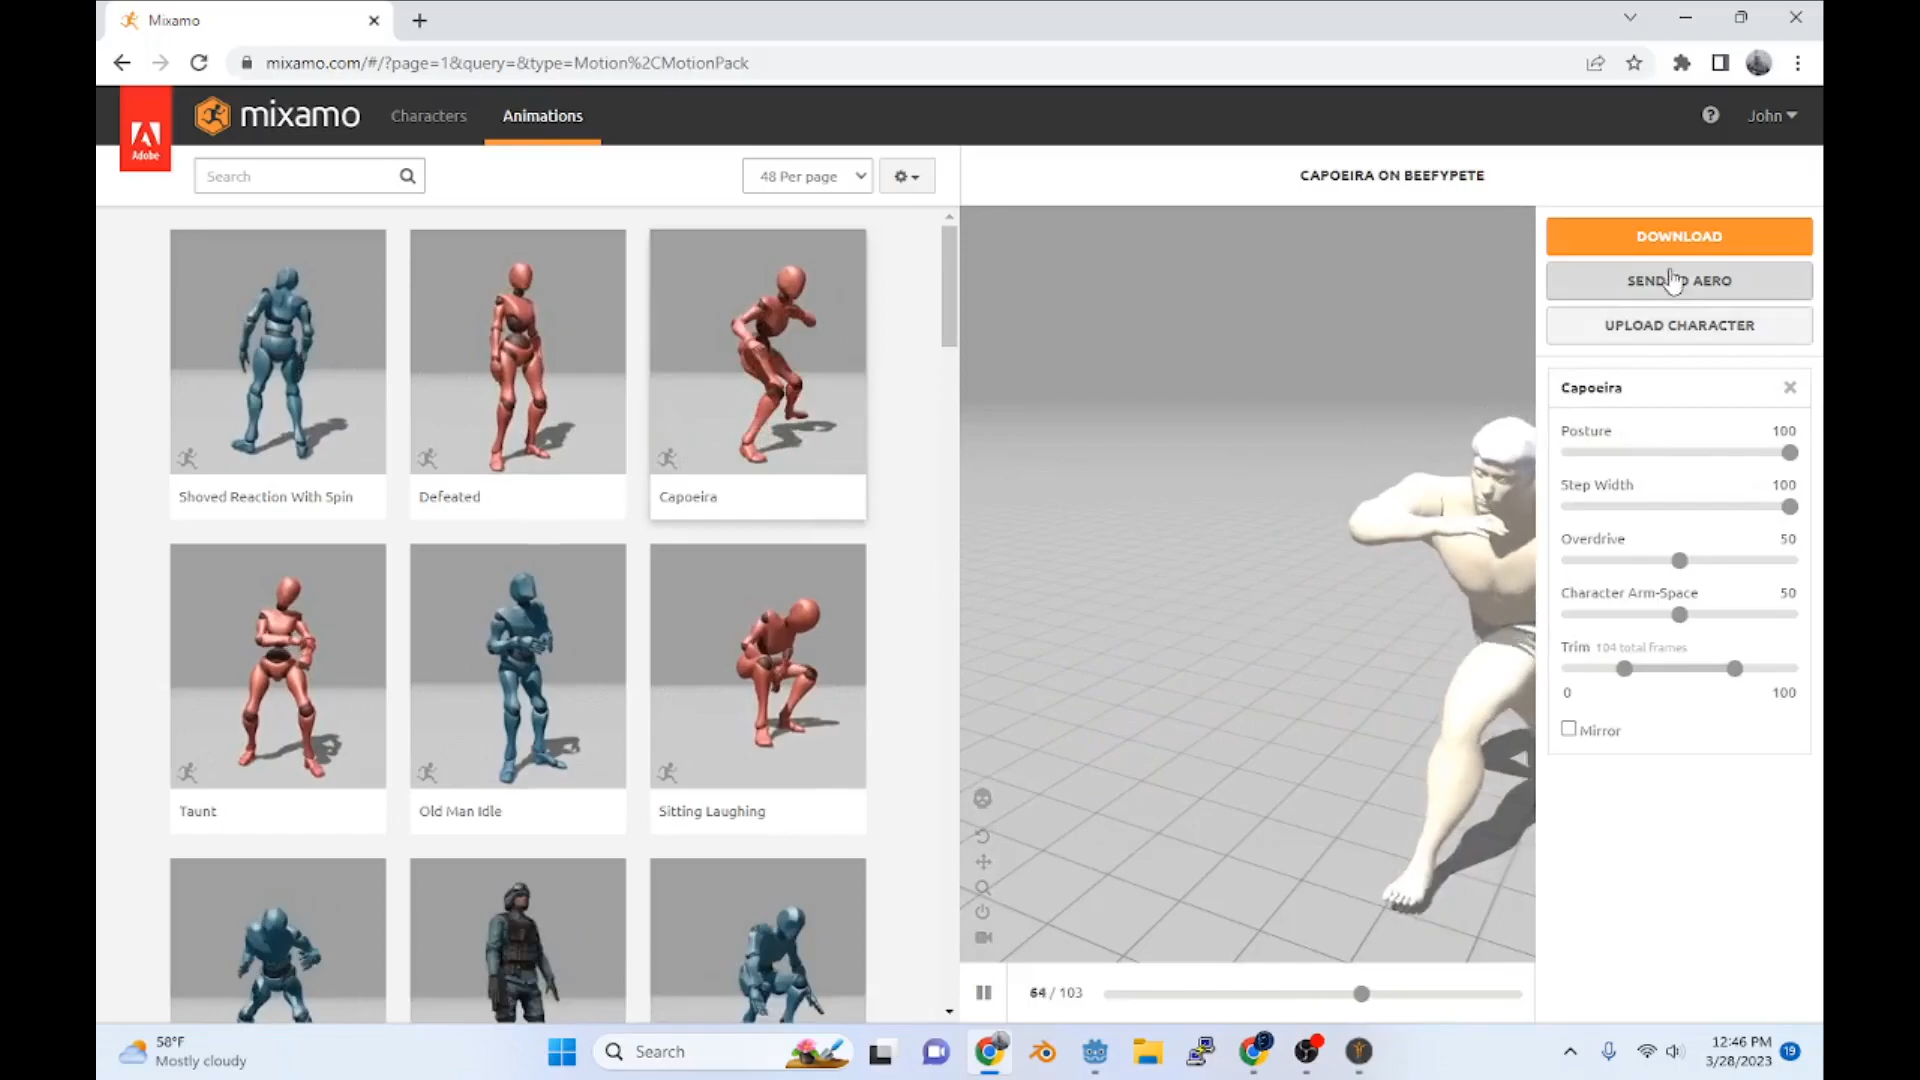 Mixamo
mixamo.com/#/?page=1&query=&type=Motion%2CMotionPack
Adobe
mixamo
Characters
Animations
John
Search
48 Per page
CAPOEIRA ON BEEFYPETE
DOWNLOAD
SEND AERO
UPLOAD CHARACTER
Shoved Reaction With Spin
Defeated
Capoeira
Taunt
Old Man Idle
Sitting Laughing
Capoeira
Posture 100
Step Width 100
Overdrive 50
Character Arm-Space 50
Trim 104 total frames
0 100
Mirror
64 / 103
58°F
Mostly cloudy
Search
12:46 PM
3/28/2023
19